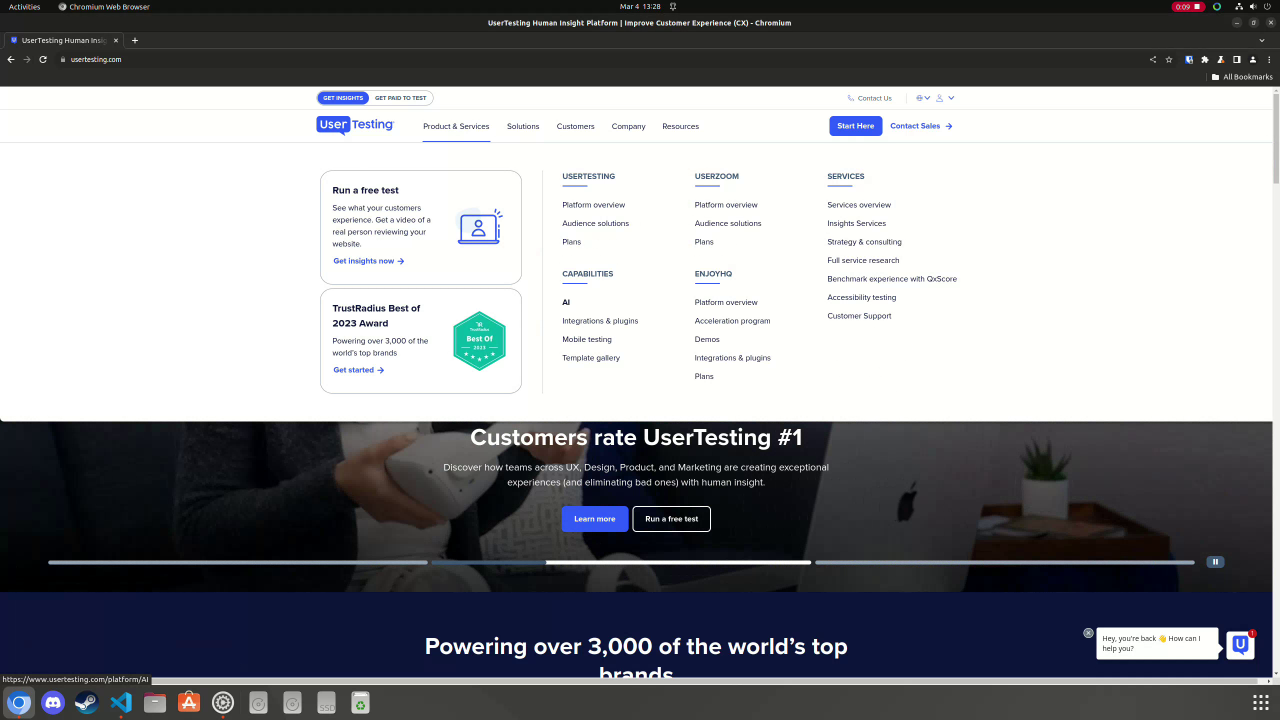 Activities
Chromium Web Browser
Mar 4 13:28
0:09
UserTesting Human Insight Platform | Improve Customer Experience (CX) - Chromium
UserTesting Human Insig
usertesting.com
All Bookmarks
GET INSIGHTS
GET PAID TO TEST
Contact Us
UserTesting
Product & Services
Solutions
Customers
Company
Resources
Start Here
Contact Sales
Run a free test
See what your customers
experience. Get a video of a
real person reviewing your
website.
Get insights now
TrustRadius Best of
2023 Award
Powering over 3,000 of the
world's top brands
Get started
TrustRadius
Best Of
2023
USERTESTING
Platform overview
Audience solutions
Plans
CAPABILITIES
AI
Integrations & plugins
Mobile testing
Template gallery
USERZOOM
Platform overview
Audience solutions
Plans
ENJOYHQ
Platform overview
Acceleration program
Demos
Integrations & plugins
Plans
SERVICES
Services overview
Insights Services
Strategy & consulting
Full service research
Benchmark experience with QxScore
Accessibility testing
Customer Support
Customers rate UserTesting #1
Discover how teams across UX, Design, Product, and Marketing are creating exceptional
experiences (and eliminating bad ones) with human insight.
Learn more
Run a free test
Powering over 3,000 of the world's top
brands
Hey, you're back 👋 How can I
help you?
U
1
https://www.usertesting.com/platform/AI
SSD